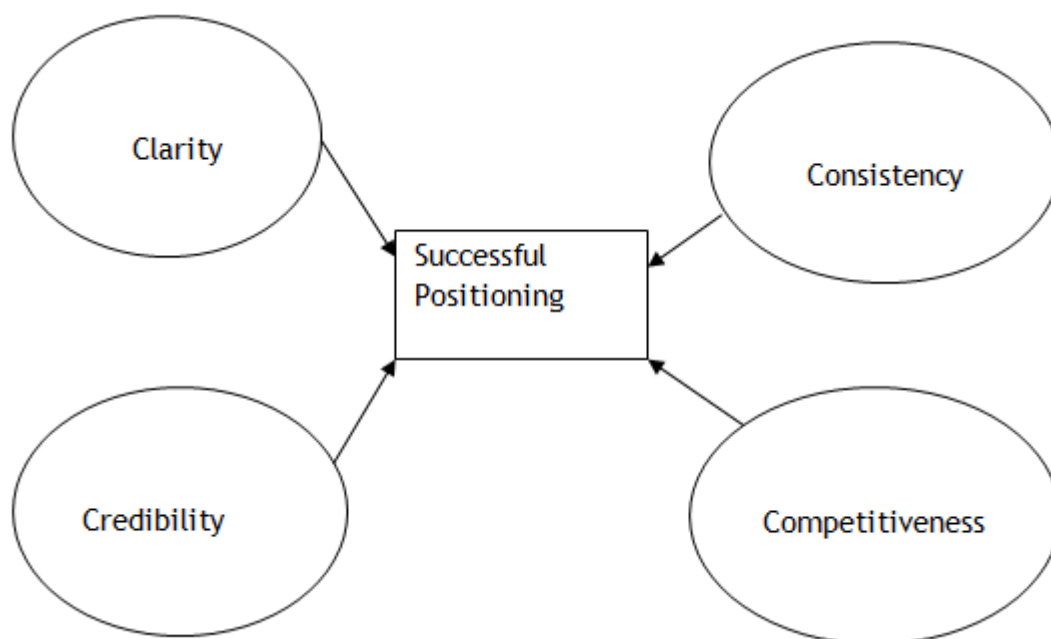 Clarity
Consistency
Successful
Positioning
Credibility
Competitiveness